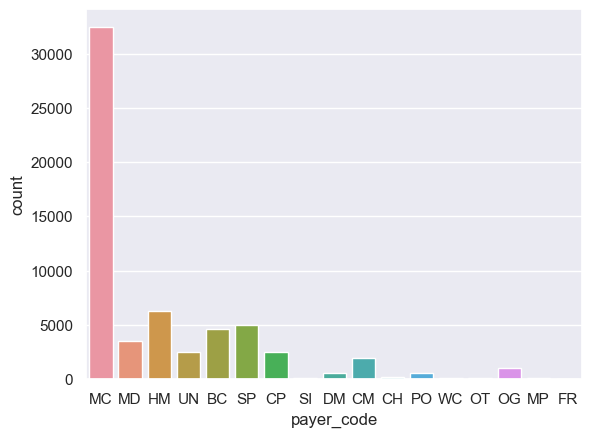 30000
25000
20000
15000
10000
5000
0
count
MC MD HM UN BC SP CP SI DM CM CH PO WC OT OG MP FR
payer_code